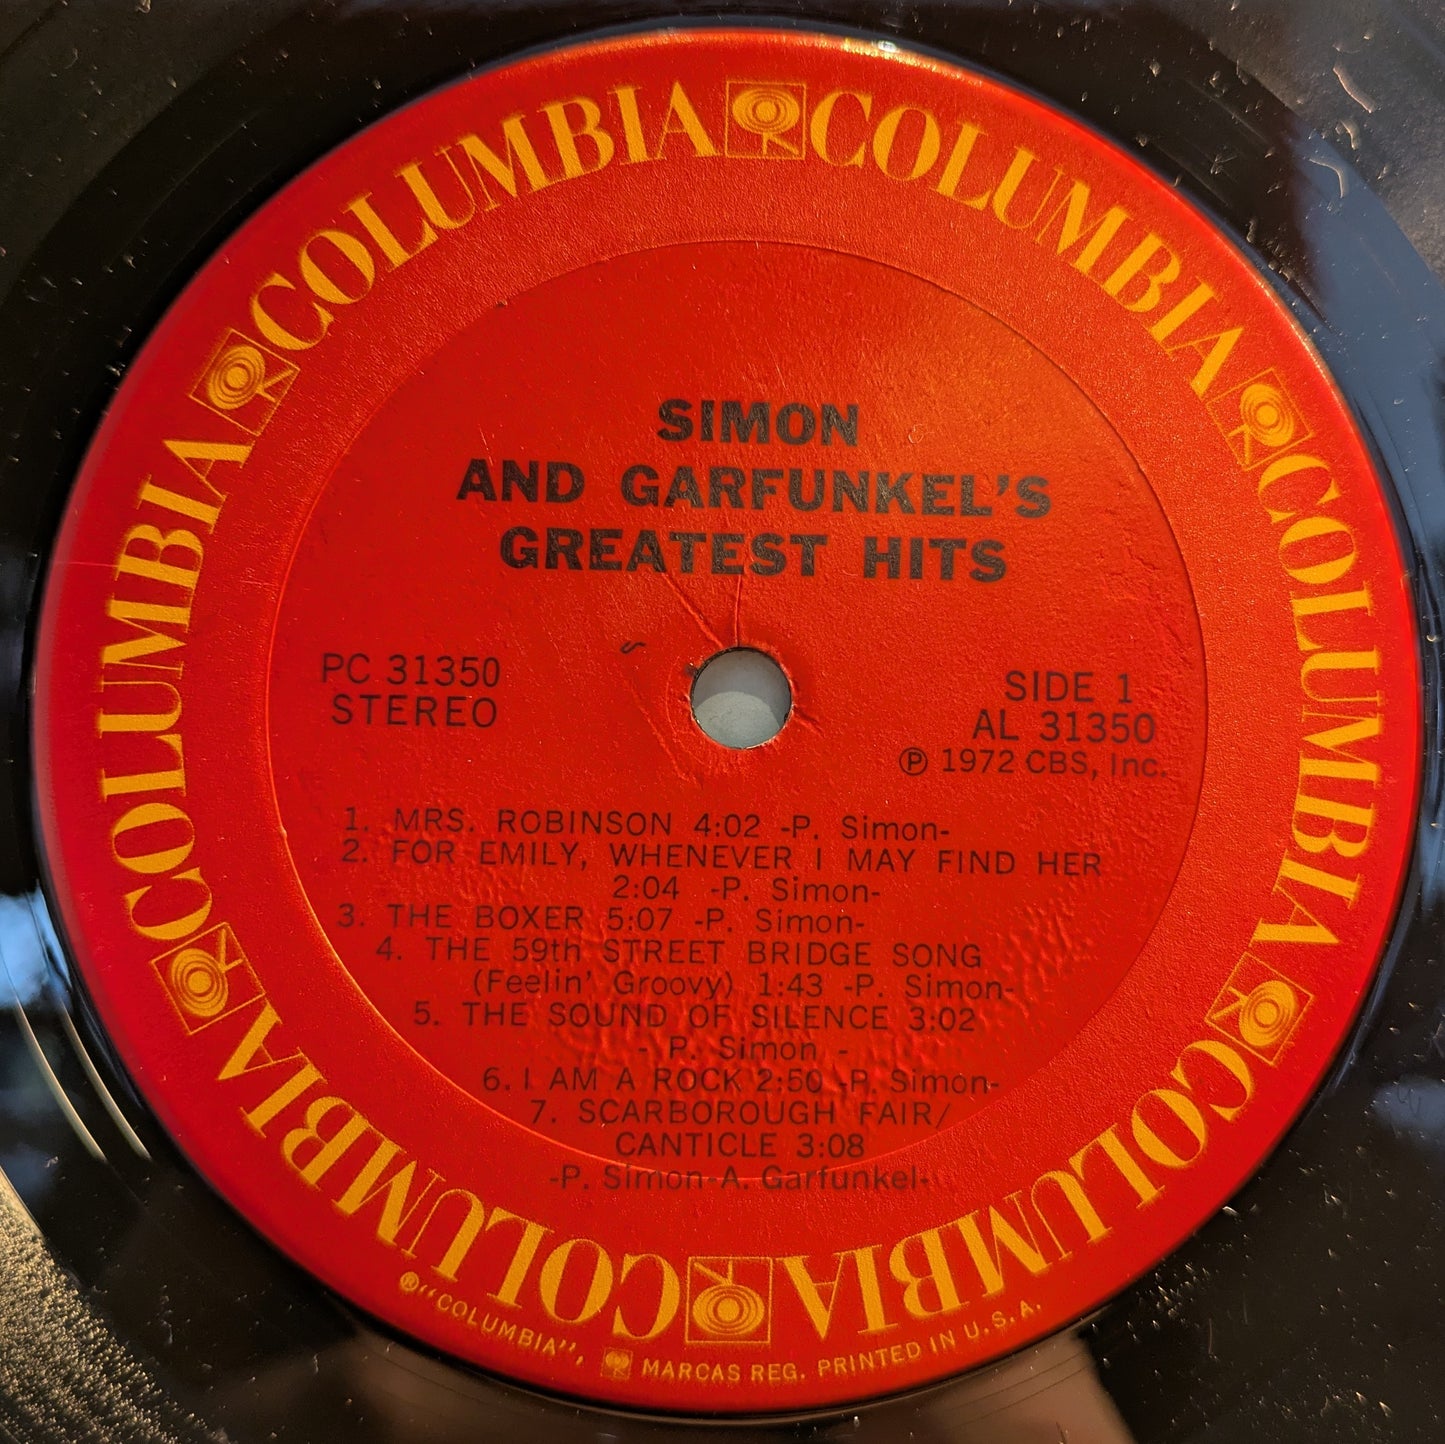 COLUMBIA COLUMBIA COLUMBIA COLUMBIA COLUMBIA COLUMBIA COLUMBIA
SIMON
AND GARFUNKEL'S
GREATEST HITS
PC 31350
STEREO
SIDE 1
AL 31350
℗ 1972 CBS, Inc.
1. MRS. ROBINSON 4:02 -P. Simon-
2. FOR EMILY, WHENEVER I MAY FIND HER
2:04 -P. Simon-
3. THE BOXER 5:07 -P. Simon-
4. THE 59th STREET BRIDGE SONG
(Feelin' Groovy) 1:43 -P. Simon-
5. THE SOUND OF SILENCE 3:02
- P. Simon -
6. I AM A ROCK 2:50 -P. Simon-
7. SCARBOROUGH FAIR/
CANTICLE 3:08
-P. Simon-A. Garfunkel-
® "COLUMBIA", MARCAS REG. PRINTED IN U.S.A.